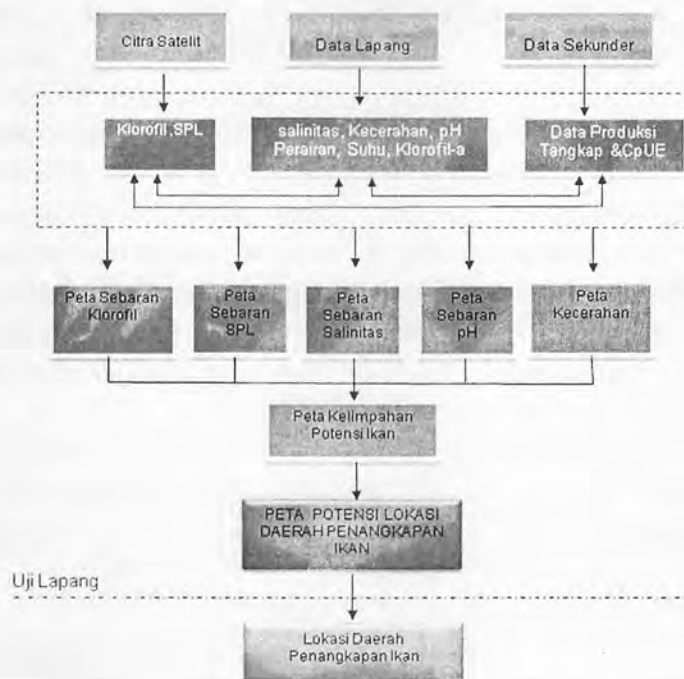 Citra Satelit
Data Lapang
Data Sekunder
Klorofil,SPL
salinitas, Kecerahan, pH
Perairan, Suhu, Klorofil-a
Data Produksi
Tangkap &CpUE
Peta Sebaran
Klorofil
Peta
Sebaran
SPL
Peta
Sebaran
Salinitas
Peta
Sebaran
pH
Peta
Kecerahan
Peta Kelimpahan
Potensi Ikan
PETA POTENSI LOKASI
DAERAH PENANGKAPAN
IKAN
Uji Lapang
Lokasi Daerah
Penangkapan Ikan